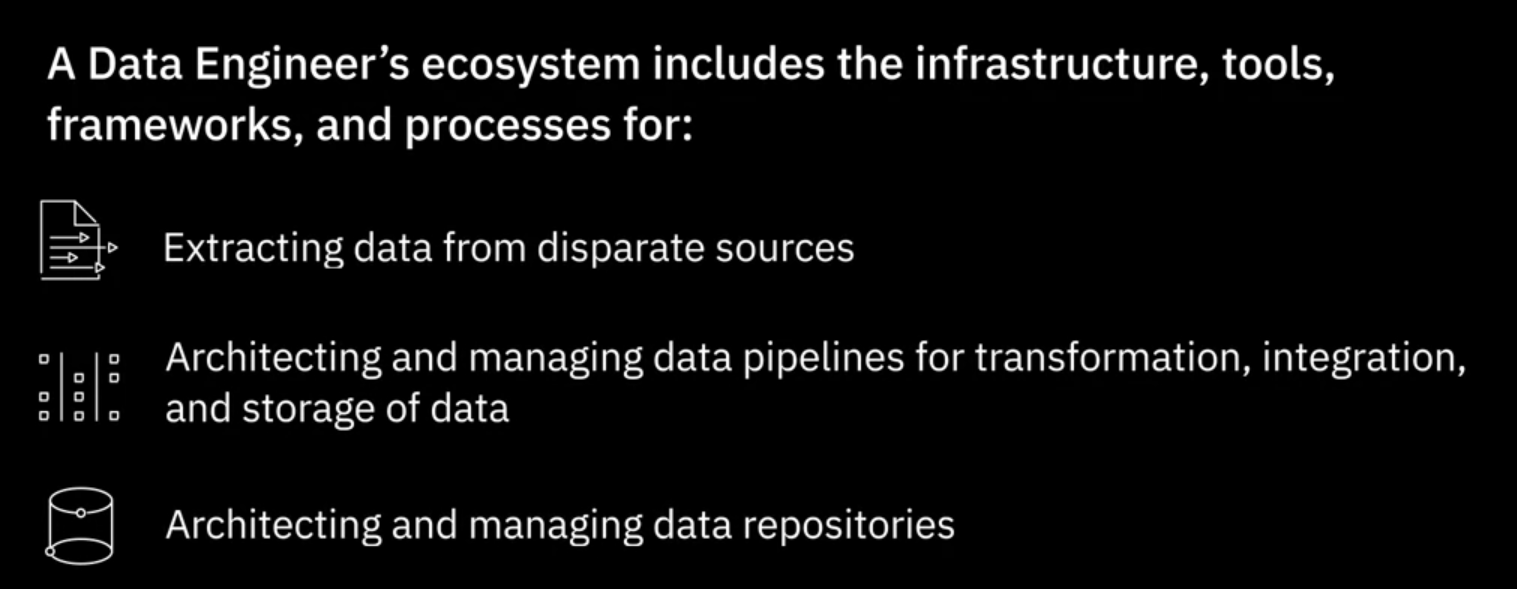 A Data Engineer’s ecosystem includes the infrastructure, tools,
frameworks, and processes for:
Extracting data from disparate sources
Architecting and managing data pipelines for transformation, integration,
and storage of data
Architecting and managing data repositories